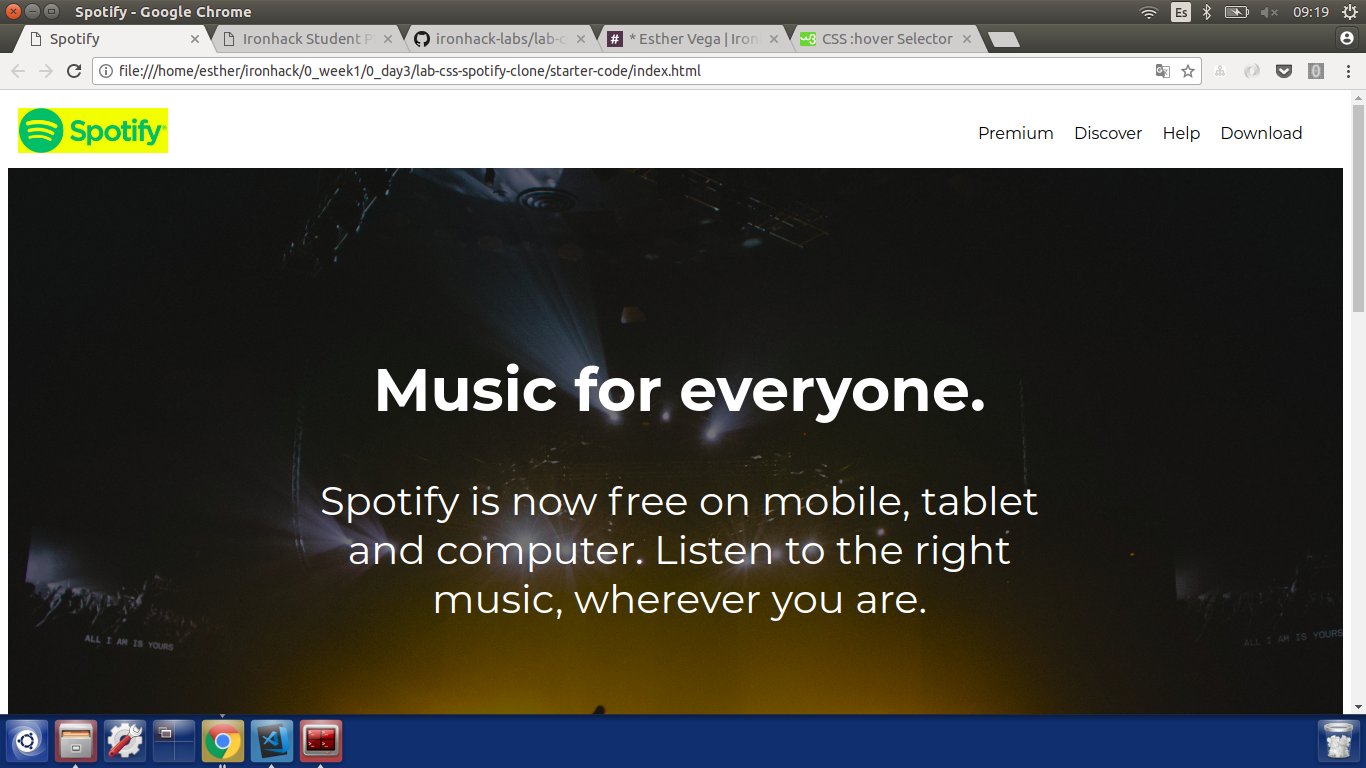 Spotify - Google Chrome
Es
09:19
Spotify
Ironhack Student P
ironhack-labs/lab-c
* Esther Vega | Iron
CSS :hover Selector
file:///home/esther/ironhack/0_week1/0_day3/lab-css-spotify-clone/starter-code/index.html
Spotify
Premium Discover Help Download
Music for everyone.
Spotify is now free on mobile, tablet
and computer. Listen to the right
music, wherever you are.
ALL I AM IS YOURS
ALL I AM IS YOURS